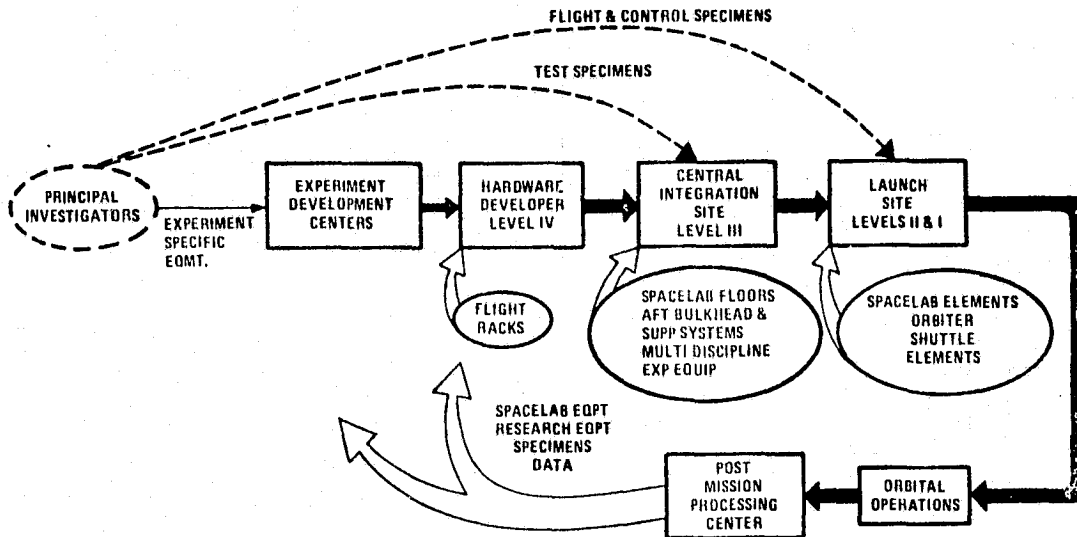 FLIGHT & CONTROL SPECIMENS
TEST SPECIMENS
PRINCIPAL
INVESTIGATORS
EXPERIMENT
SPECIFIC
EQMT.
EXPERIMENT
DEVELOPMENT
CENTERS
HARDWARE
DEVELOPER
LEVEL IV
CENTRAL
INTEGRATION
SITE
LEVEL III
LAUNCH
SITE
LEVELS II & I
FLIGHT
RACKS
SPACELAB FLOORS
AFT BULKHEAD &
SUPP SYSTEMS
MULTI DISCIPLINE
EXP EQUIP
SPACELAB ELEMENTS
ORBITER
SHUTTLE
ELEMENTS
SPACELAB EQPT
RESEARCH EQPT
SPECIMENS
DATA
POST
MISSION
PROCESSING
CENTER
ORBITAL
OPERATIONS